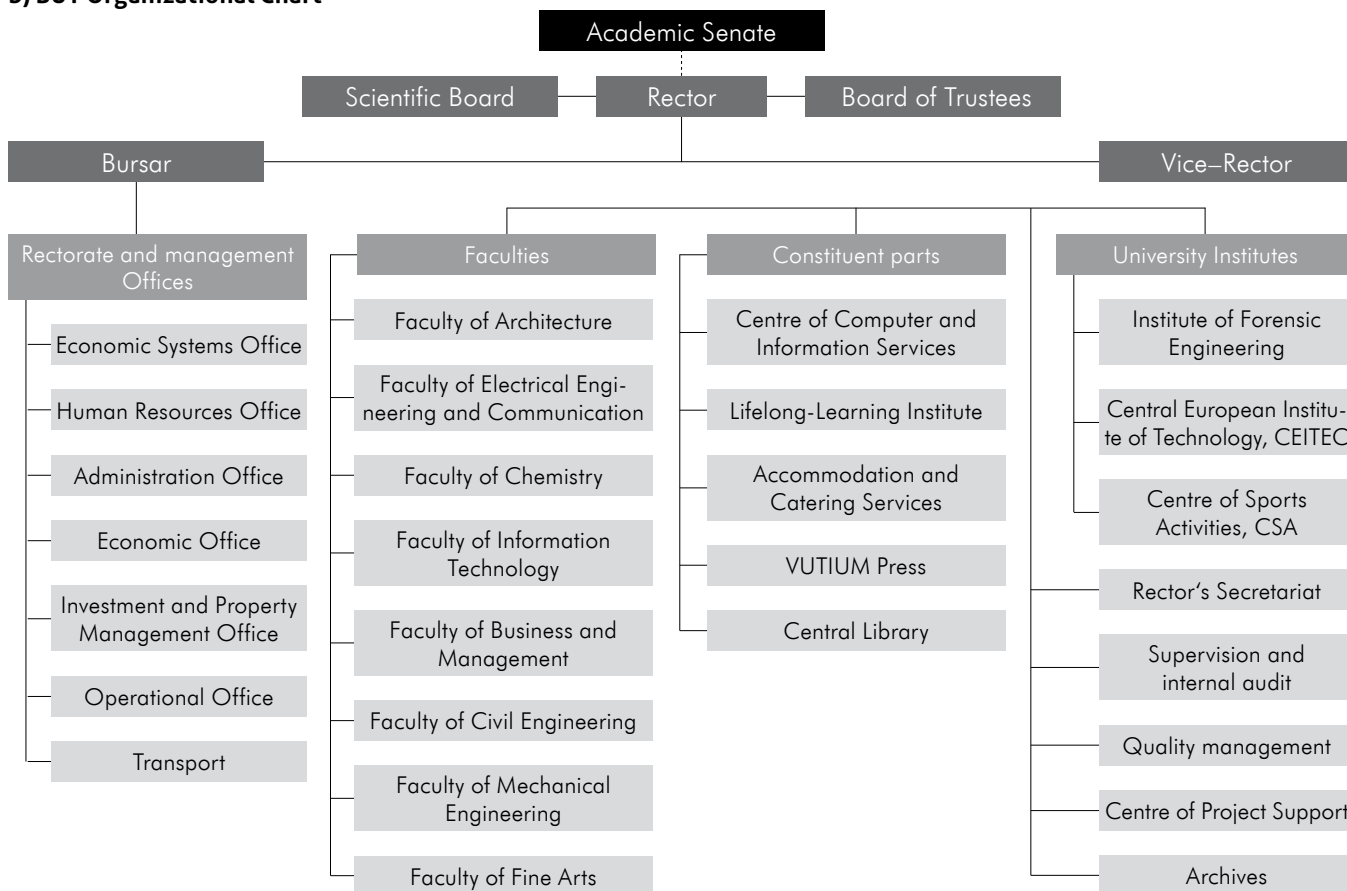 Academic Senate
Scientific Board
Rector
Board of Trustees
Bursar
Vice–Rector
Rectorate and management
Offices
Economic Systems Office
Human Resources Office
Administration Office
Economic Office
Investment and Property
Management Office
Operational Office
Transport
Faculties
Faculty of Architecture
Faculty of Electrical Engi-
neering and Communication
Faculty of Chemistry
Faculty of Information
Technology
Faculty of Business and
Management
Faculty of Civil Engineering
Faculty of Mechanical
Engineering
Faculty of Fine Arts
Constituent parts
Centre of Computer and
Information Services
Lifelong-Learning Institute
Accommodation and
Catering Services
VUTIUM Press
Central Library
University Institutes
Institute of Forensic
Engineering
Central European Institu-
te of Technology, CEITEC
Centre of Sports
Activities, CSA
Rector‘s Secretariat
Supervision and
internal audit
Quality management
Centre of Project Support
Archives